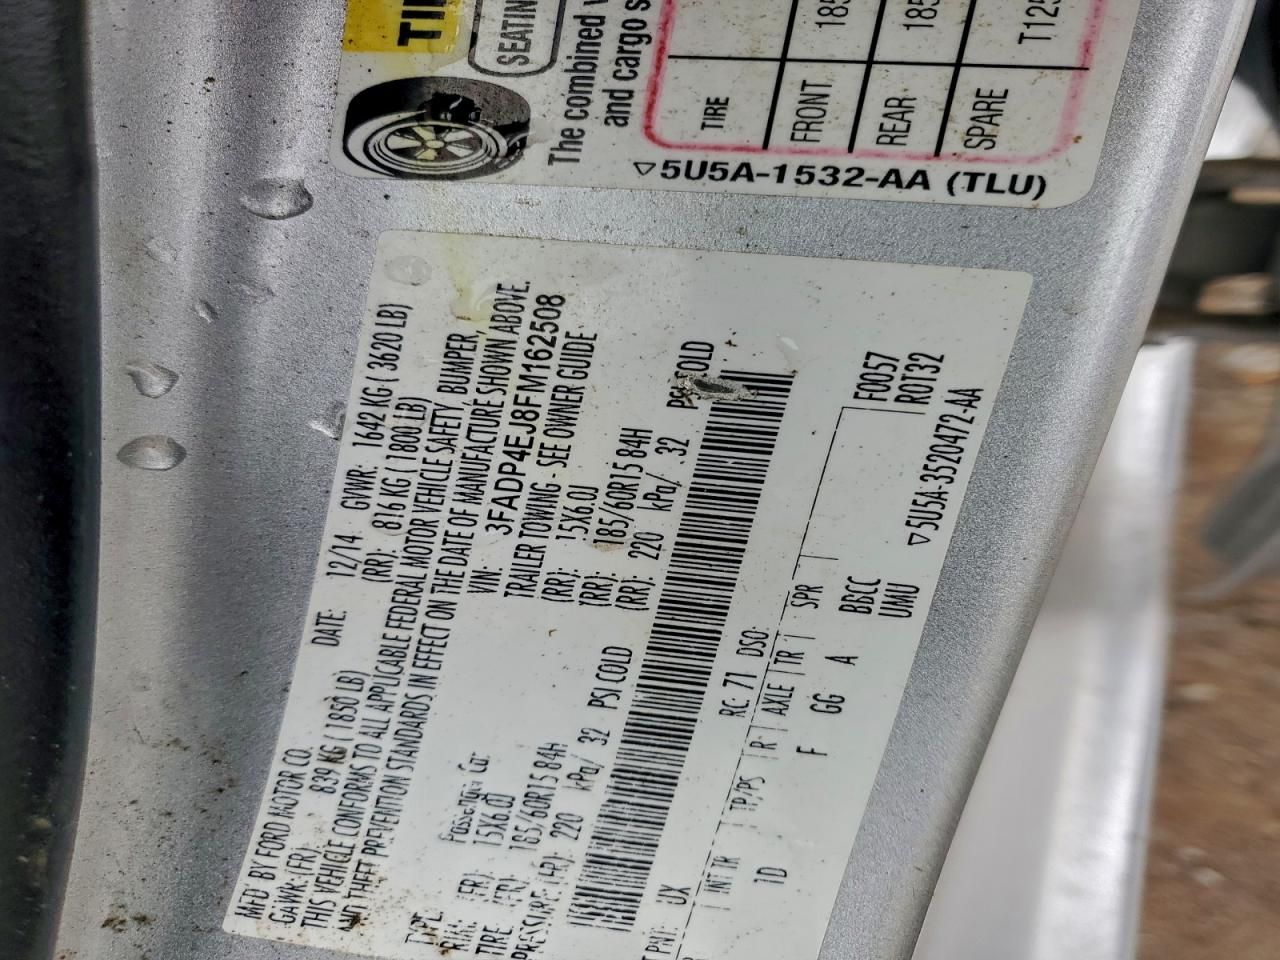 SEATIN
The combined
and cargo s
TIRE
FRONT 185
REAR 185
SPARE T125
5U5A-1532-AA (TLU)
MFD BY FORD MOTOR CO.
DATE: 12/14 GVWR: 1642 KG ( 3620 LB)
GAWR (FR): 839 KG ( 1850 LB) (RR): 816 KG ( 1800 LB)
THIS VEHICLE CONFORMS TO ALL APPLICABLE FEDERAL MOTOR VEHICLE SAFETY, BUMPER,
AND THEFT PREVENTION STANDARDS IN EFFECT ON THE DATE OF MANUFACTURE SHOWN ABOVE.
VIN: 3FADP4EJ8FM162508
TYPE: Passenger Car TRAILER TOWING - SEE OWNER GUIDE
RIM: (FR): 15X6.0J (RR): 15X6.0J
TIRE (FR): 185/60R15 84H (RR): 185/60R15 84H
PRESSURE (FR): 220 kPa/ 32 PSI COLD (RR): 220 kPa/ 32 PSI COLD
PNT: UX RC: 71 DSO: F0057
INT TR TP/PS R AXLE TR SPR R0T32
1D F GG A BBCC
UMU
5U5A-3520472-AA